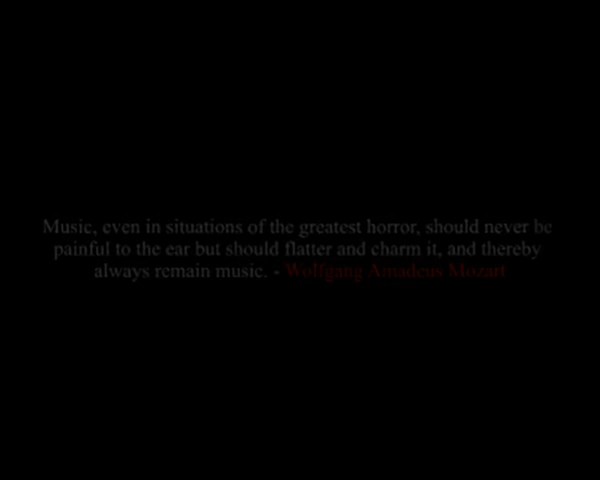 Music, even in situations of the greatest horror, should never be
painful to the ear but should flatter and charm it, and thereby
always remain music. - Wolfgang Amadeus Mozart